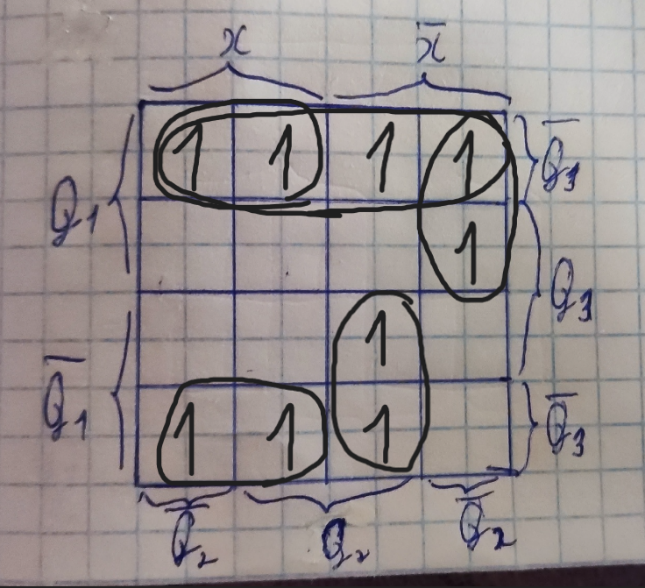 x x̄
1 1 1 1 Q̄3
Q1 1 Q3
Q̄1 1
1 1 1 Q̄3
Q̄2 Q2 Q̄2